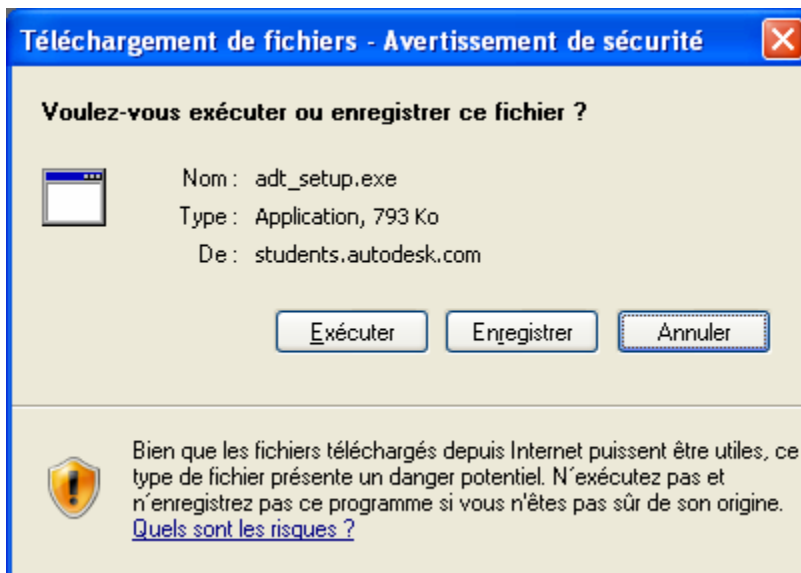 Téléchargement de fichiers - Avertissement de sécurité
Voulez-vous exécuter ou enregistrer ce fichier ?
Nom : adt_setup.exe
Type : Application, 793 Ko
De : students.autodesk.com
Exécuter Enregistrer Annuler
Bien que les fichiers téléchargés depuis Internet puissent être utiles, ce
type de fichier présente un danger potentiel. N´exécutez pas et
n´enregistrez pas ce programme si vous n'êtes pas sûr de son origine.
Quels sont les risques ?